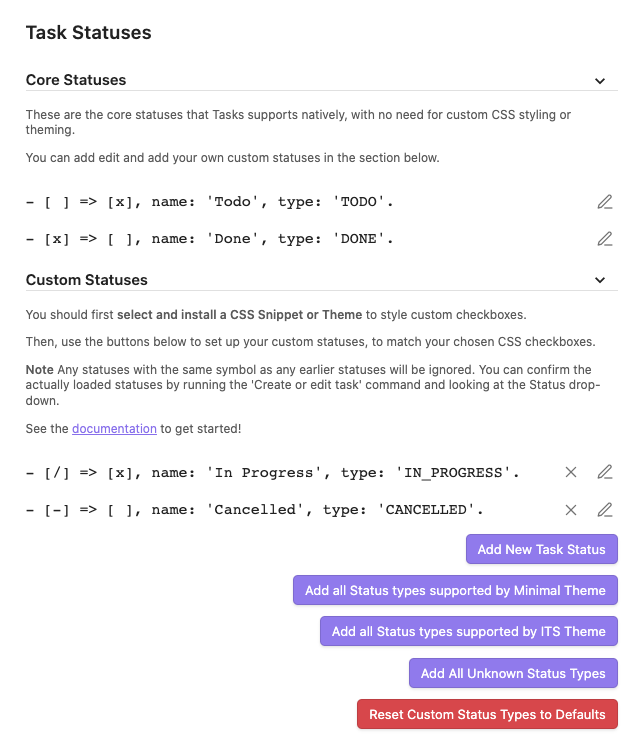 Task Statuses
Core Statuses
These are the core statuses that Tasks supports natively, with no need for custom CSS styling or
theming.
You can add edit and add your own custom statuses in the section below.
- [ ] => [x], name: 'Todo', type: 'TODO'.
- [x] => [ ], name: 'Done', type: 'DONE'.
Custom Statuses
You should first select and install a CSS Snippet or Theme to style custom checkboxes.
Then, use the buttons below to set up your custom statuses, to match your chosen CSS checkboxes.
Note Any statuses with the same symbol as any earlier statuses will be ignored. You can confirm the
actually loaded statuses by running the 'Create or edit task' command and looking at the Status drop-
down.
See the documentation to get started!
- [/] => [x], name: 'In Progress', type: 'IN_PROGRESS'.
- [-] => [ ], name: 'Cancelled', type: 'CANCELLED'.
Add New Task Status
Add all Status types supported by Minimal Theme
Add all Status types supported by ITS Theme
Add All Unknown Status Types
Reset Custom Status Types to Defaults